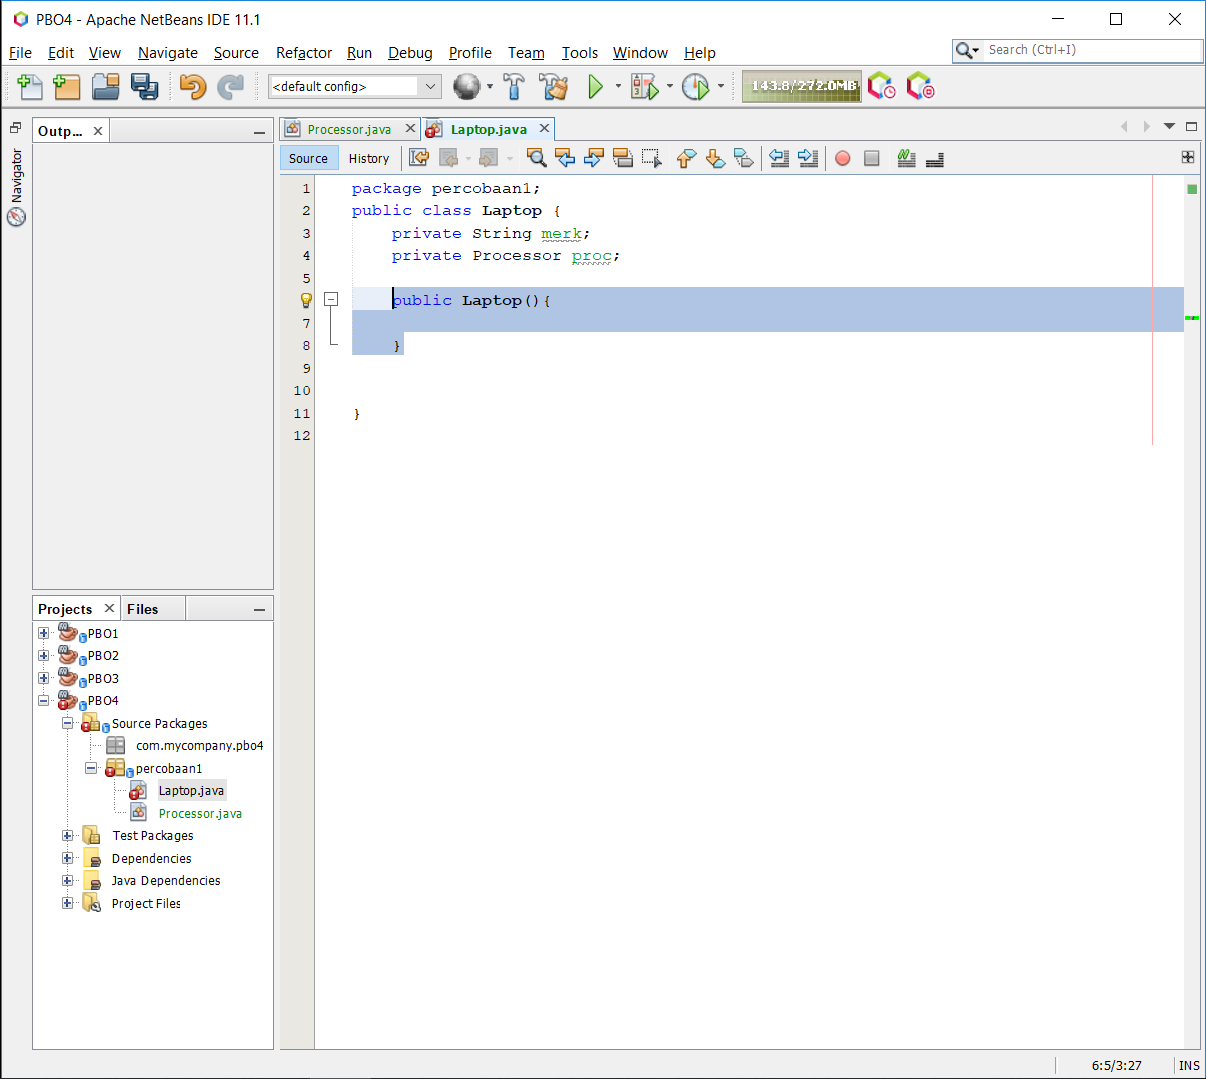 PBO4 - Apache NetBeans IDE 11.1
File Edit View Navigate Source Refactor Run Debug Profile Team Tools Window Help
Search (Ctrl+I)
<default config>
143.8/272.0MB
Outp...
Navigator
Processor.java
Laptop.java
Source History
1 package percobaan1;
2 public class Laptop {
3 private String merk;
4 private Processor proc;
5
public Laptop(){
7
8 }
9
10
11 }
12
Projects Files
PBO1
PBO2
PBO3
PBO4
Source Packages
com.mycompany.pbo4
percobaan1
Laptop.java
Processor.java
Test Packages
Dependencies
Java Dependencies
Project Files
6:5/3:27 INS